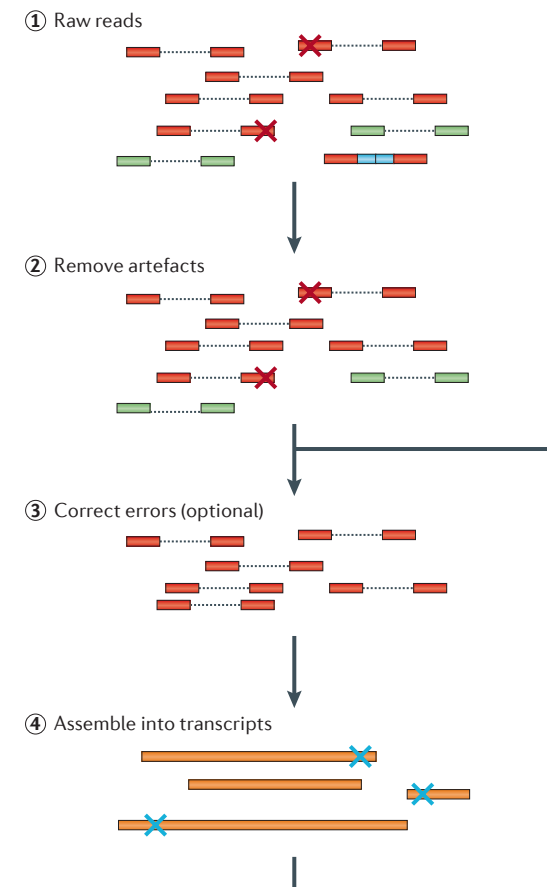 ① Raw reads
② Remove artefacts
③ Correct errors (optional)
④ Assemble into transcripts